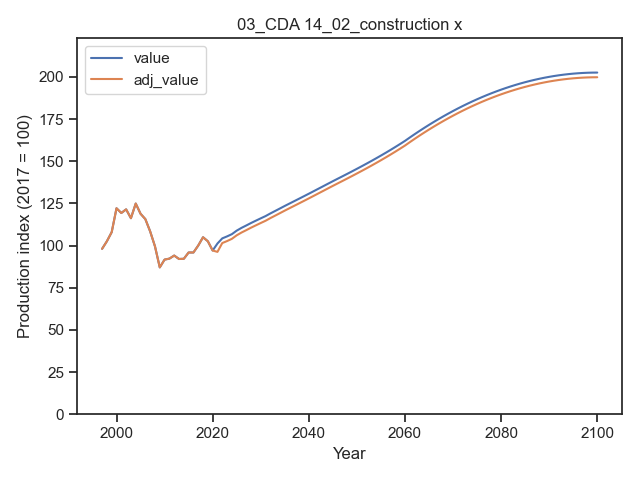 03_CDA 14_02_construction x
value
adj_value
Production index (2017 = 100)
200
175
150
125
100
75
50
25
0
2000 2020 2040 2060 2080 2100
Year